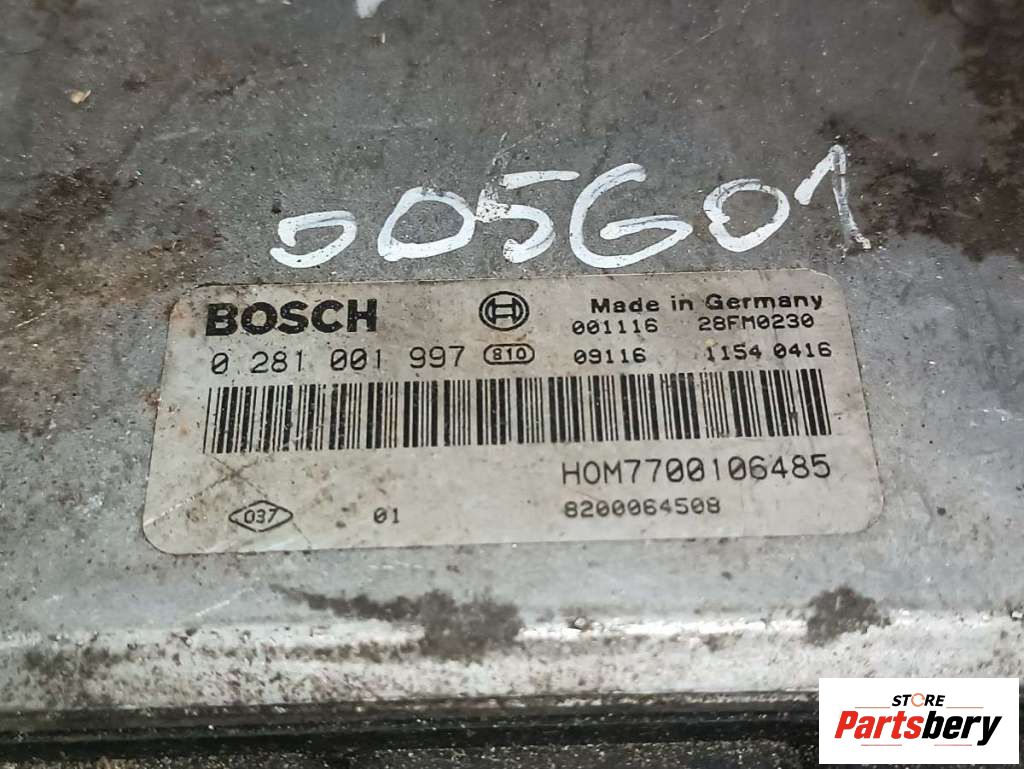 005601
BOSCH Made in Germany
001116 28FM0230
0 281 001 997 810 09116 1154 0416
HOM7700106485
037 01 8200064508
STORE
Partsbery